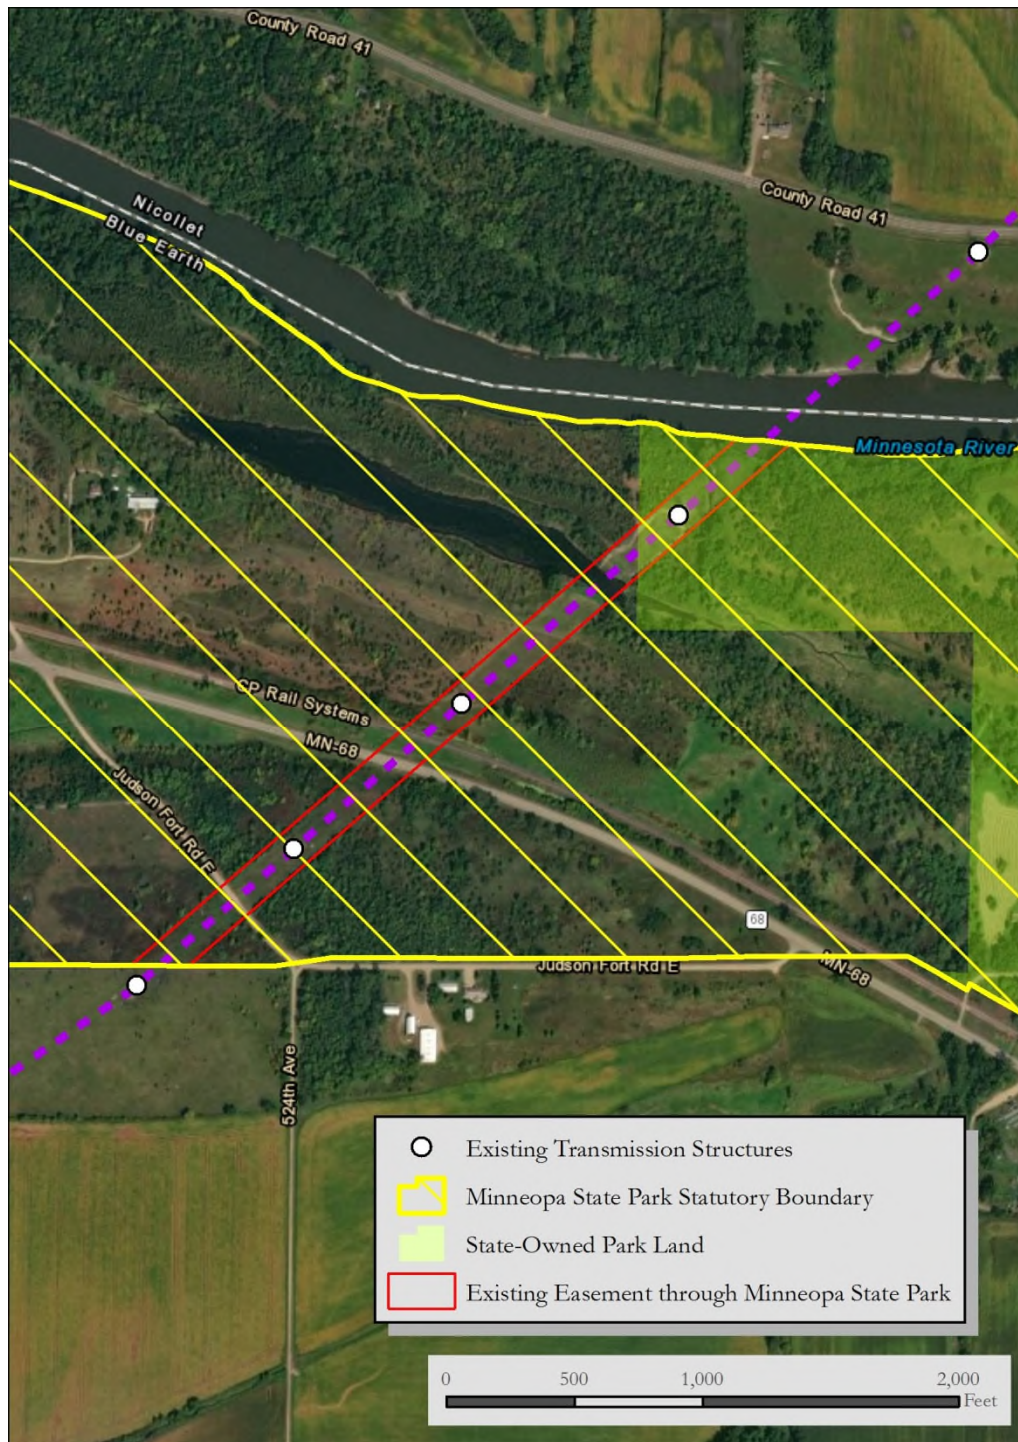 County Road 41
County Road 41
Nicollet
Blue Earth
Minnesota River
CP Rail Systems
MN-68
Judson Fort Rd E
68
MN-68
Judson Fort Rd E
524th Ave
Existing Transmission Structures
Minneopa State Park Statutory Boundary
State-Owned Park Land
Existing Easement through Minneopa State Park
0 500 1,000 2,000
Feet